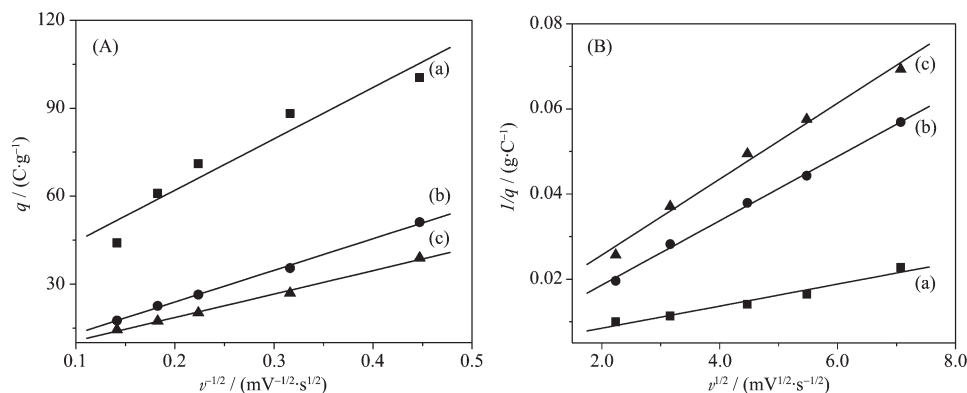 (A)
120
90
60
30
q / (C·g⁻¹)
(a)
(b)
(c)
0.1 0.2 0.3 0.4 0.5
v⁻¹/² / (mV⁻¹/²·s¹/²)
(B)
0.08
0.06
0.04
0.02
1/q / (g·C⁻¹)
(c)
(b)
(a)
2.0 4.0 6.0 8.0
v¹/² / (mV¹/²·s⁻¹/²)